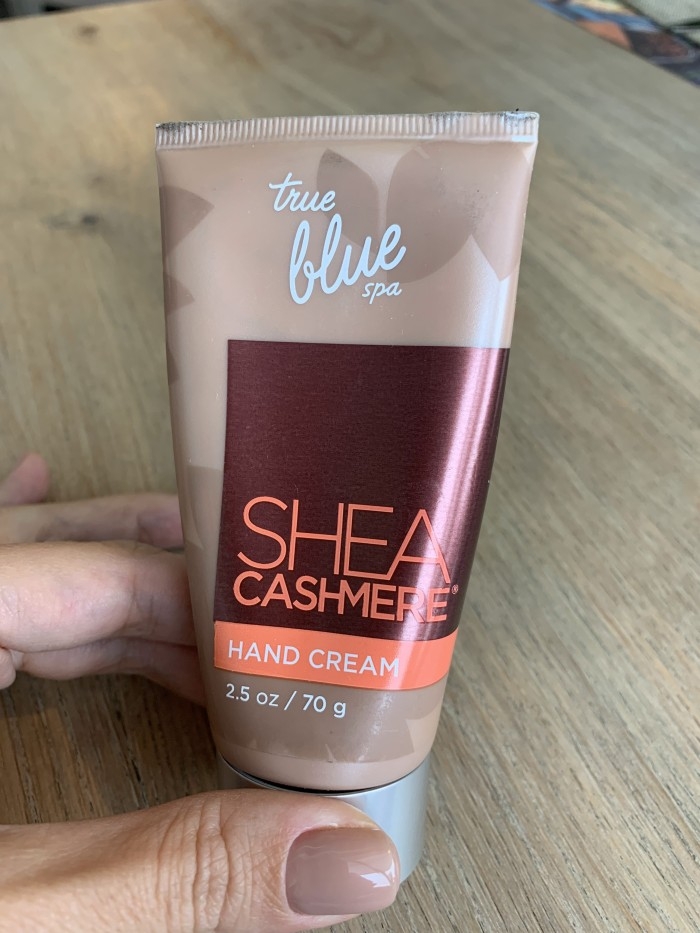 true
blue
spa
SHEA
CASHMERE®
HAND CREAM
2.5 oz / 70 g